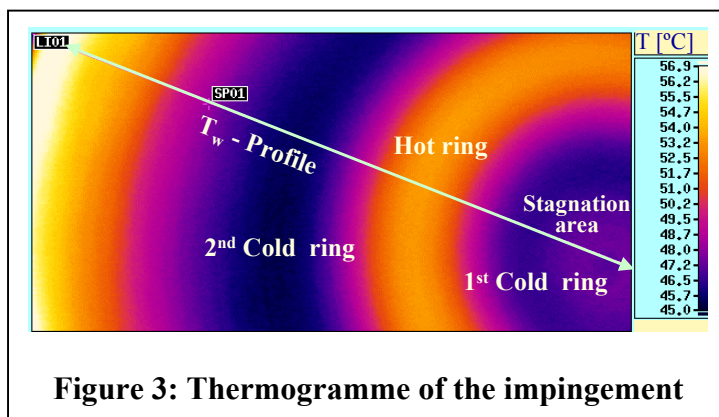 LI01
T [ºC]
SP01
T_w - Profile
Hot ring
Stagnation
area
2nd Cold ring
1st Cold ring
56.9
56.2
55.5
54.7
54.0
53.2
52.5
51.7
51.0
50.2
49.5
48.7
48.0
47.2
46.5
45.7
45.0
Figure 3: Thermogramme of the impingement